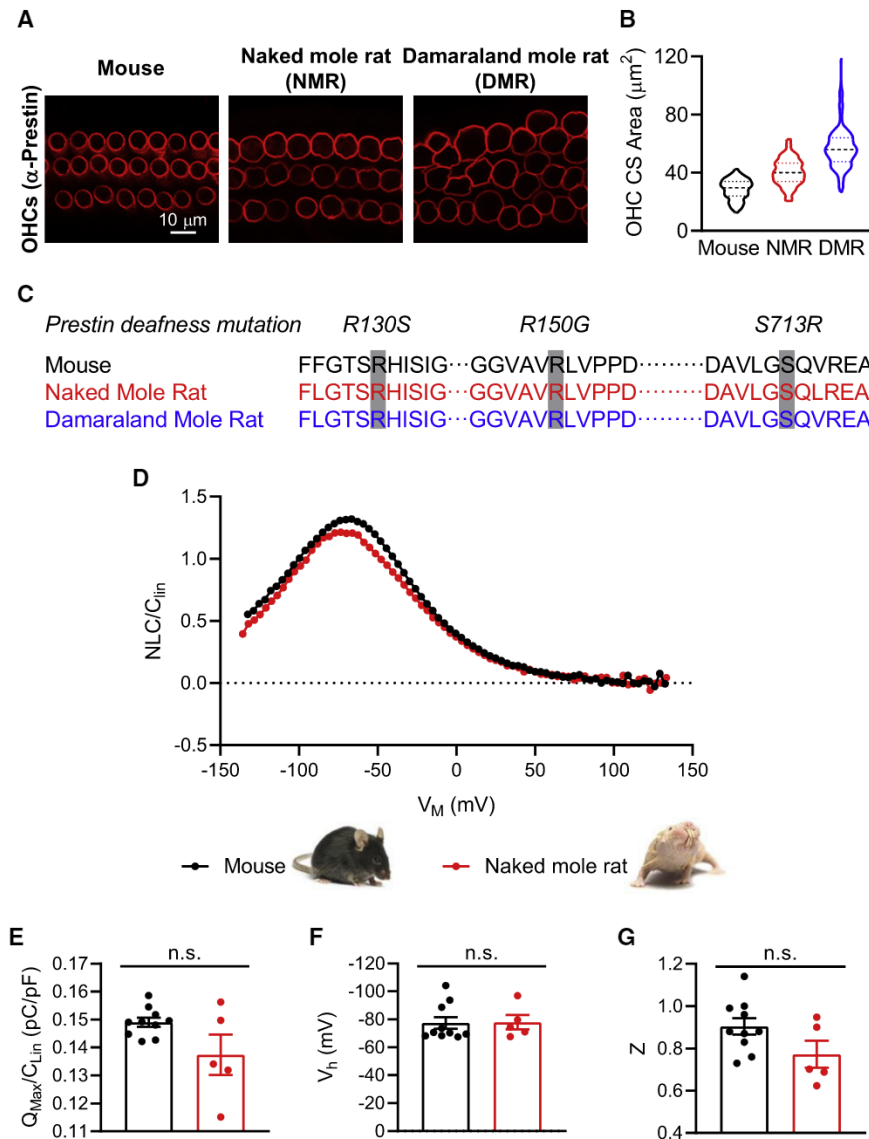 A
Mouse
Naked mole rat
(NMR)
Damaraland mole rat
(DMR)
OHCs (α-Prestin)
10 μm
B
OHC CS Area (μm²)
120
80
40
0
Mouse NMR DMR
C
Prestin deafness mutation R130S R150G S713R
Mouse FFGTSRHISIG···GGVAVRLVPPD·········DAVLGSQVREA
Naked Mole Rat FLGTSRHISIG···GGVAVRLVPPD·········DAVLGSQLREA
Damaraland Mole Rat FLGTSRHISIG···GGVAVRLVPPD·········DAVLGSQVREA
D
NLC/Clin
1.5
1.0
0.5
0.0
-0.5
-150 -100 -50 0 50 100 150
VM (mV)
Mouse
Naked mole rat
E
n.s.
QMax/CLin (pC/pF)
0.17
0.16
0.15
0.14
0.13
0.12
0.11
F
n.s.
Vh (mV)
-120
-100
-80
-60
-40
-20
0
G
n.s.
Z
1.2
1.0
0.8
0.6
0.4